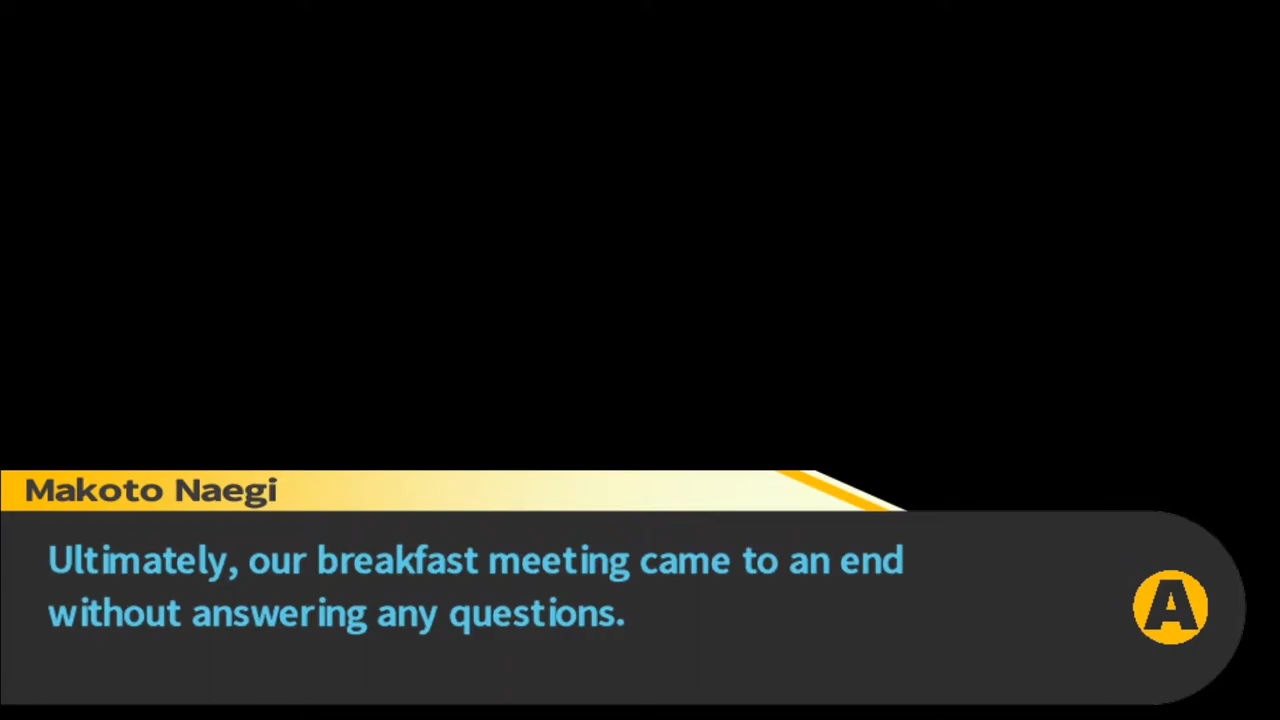 Makoto Naegi
Ultimately, our breakfast meeting came to an end
without answering any questions.
A